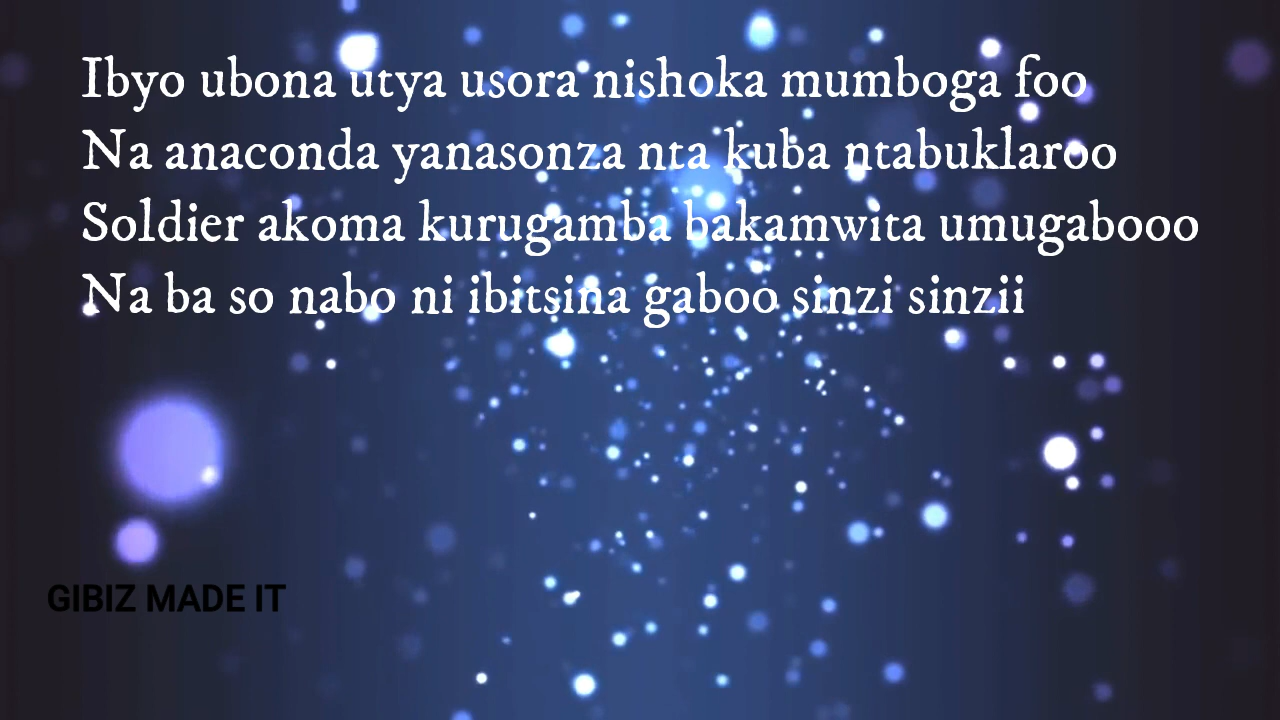 Ibyo ubona utya usora nishoka mumboga foo
Na anaconda yanasonza nta kuba ntabuklaroo
Soldier akoma kurugamba bakamwita umugabooo
Na ba so nabo ni ibitsina gaboo sinzi sinzii
GIBIZ MADE IT